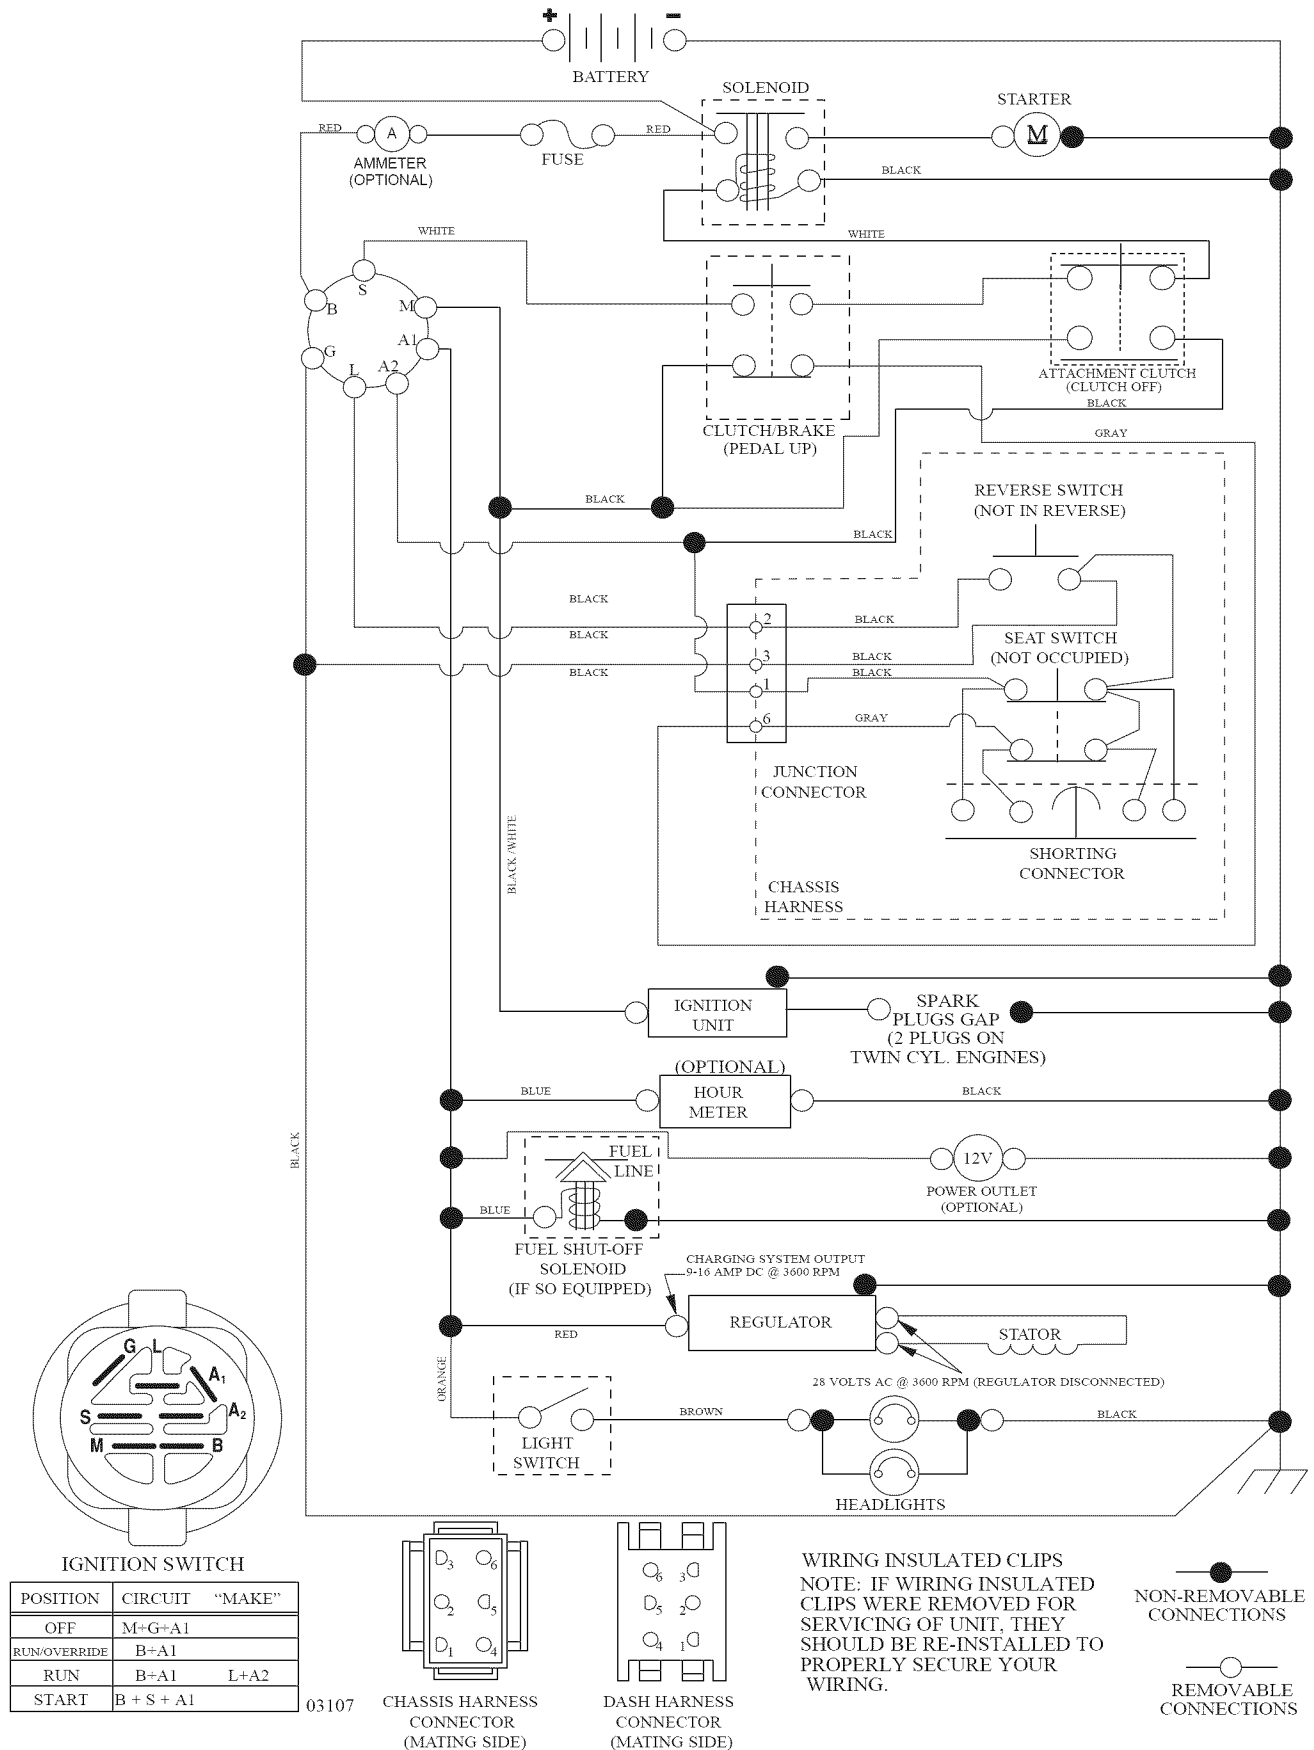 + -
BATTERY
SOLENOID
STARTER
RED
A
RED
M
FUSE
AMMETER
(OPTIONAL)
BLACK
WHITE
WHITE
S
B
M
A1
G
L
A2
ATTACHMENT CLUTCH
(CLUTCH OFF)
BLACK
CLUTCH/BRAKE
(PEDAL UP)
GRAY
REVERSE SWITCH
(NOT IN REVERSE)
BLACK
BLACK
BLACK
2
BLACK
BLACK
SEAT SWITCH
(NOT OCCUPIED)
3
BLACK
BLACK
BLACK
1
6
GRAY
JUNCTION
CONNECTOR
BLACK/WHITE
SHORTING
CONNECTOR
CHASSIS
HARNESS
IGNITION
UNIT
SPARK
PLUGS GAP
(2 PLUGS ON
TWIN CYL. ENGINES)
(OPTIONAL)
HOUR
METER
BLUE
BLACK
BLACK
FUEL
LINE
12V
POWER OUTLET
(OPTIONAL)
BLUE
FUEL SHUT-OFF
SOLENOID
(IF SO EQUIPPED)
CHARGING SYSTEM OUTPUT
9-16 AMP DC @ 3600 RPM
REGULATOR
RED
STATOR
ORANGE
28 VOLTS AC @ 3600 RPM (REGULATOR DISCONNECTED)
BROWN
BLACK
LIGHT
SWITCH
HEADLIGHTS
G L
A1
A2
S
M B
IGNITION SWITCH
POSITION CIRCUIT "MAKE"
OFF M+G+A1
RUN/OVERRIDE B+A1
RUN B+A1 L+A2
START B + S + A1
03107
3 6
2 5
1 4
CHASSIS HARNESS
CONNECTOR
(MATING SIDE)
6 3
5 2
4 1
DASH HARNESS
CONNECTOR
(MATING SIDE)
WIRING INSULATED CLIPS
NOTE: IF WIRING INSULATED
CLIPS WERE REMOVED FOR
SERVICING OF UNIT, THEY
SHOULD BE RE-INSTALLED TO
PROPERLY SECURE YOUR
WIRING.
NON-REMOVABLE
CONNECTIONS
REMOVABLE
CONNECTIONS